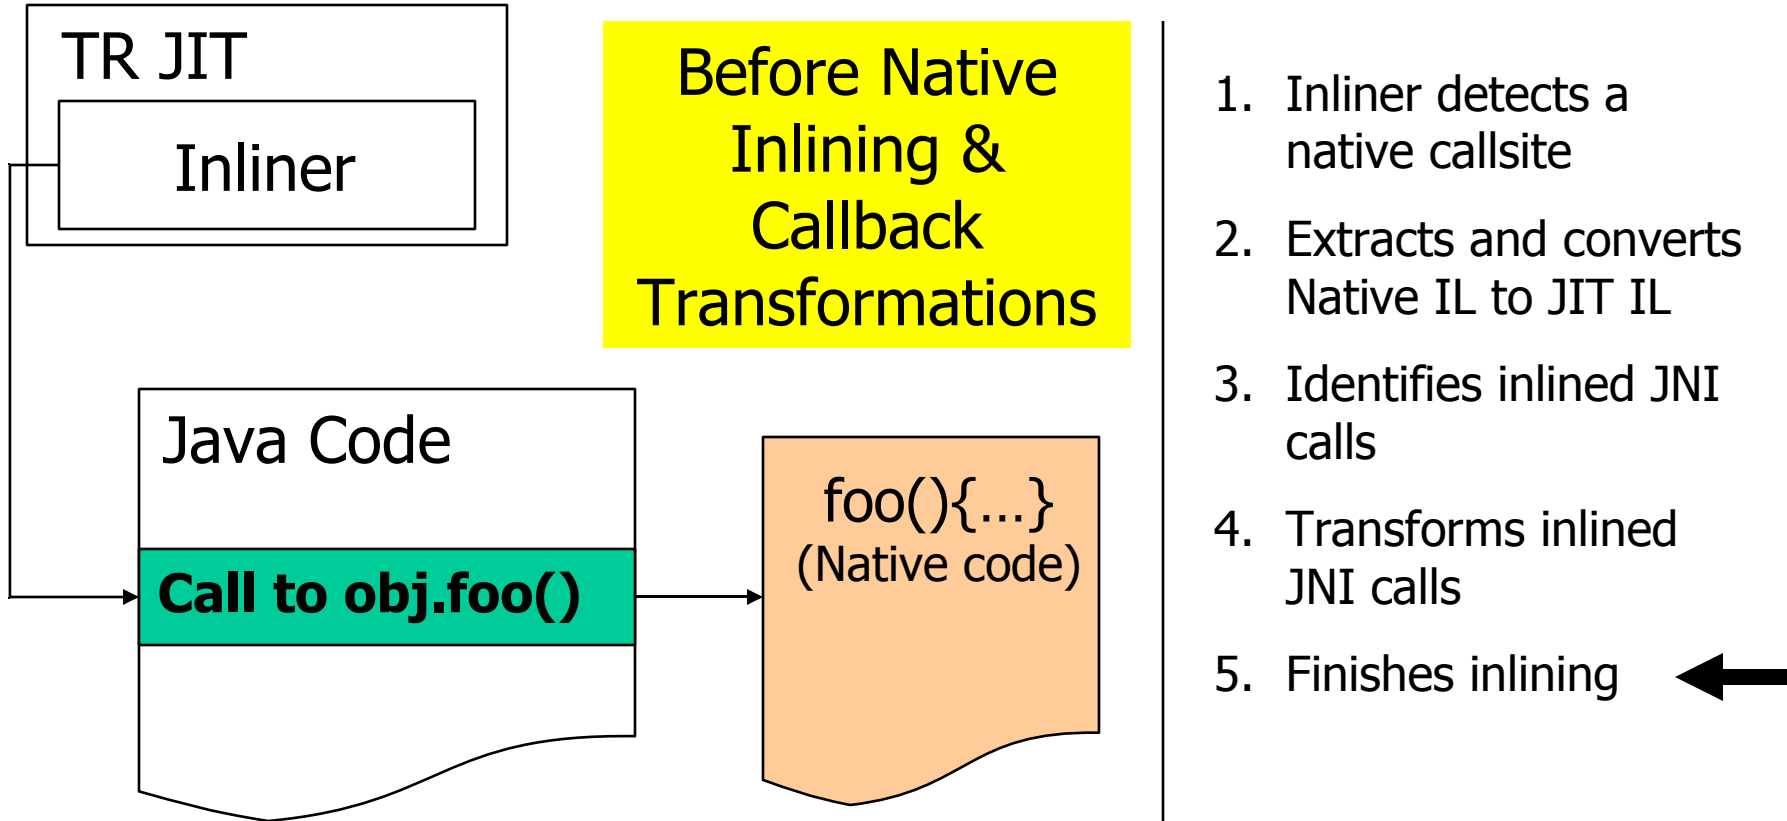 TR JIT
Inliner
Before Native
Inlining &
Callback
Transformations
Java Code
Call to obj.foo()
foo(){...}
(Native code)
1. Inliner detects a
native callsite
2. Extracts and converts
Native IL to JIT IL
3. Identifies inlined JNI
calls
4. Transforms inlined
JNI calls
5. Finishes inlining